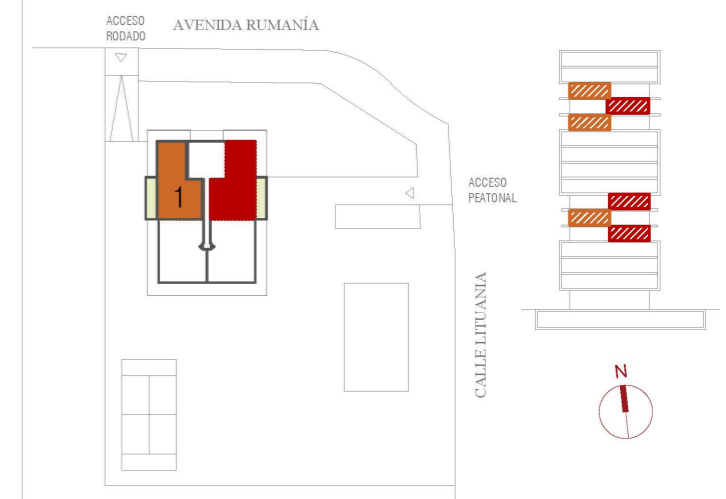 ACCESO
RODADO
AVENIDA RUMANÍA
1
ACCESO
PEATONAL
CALLE LITUANIA
N